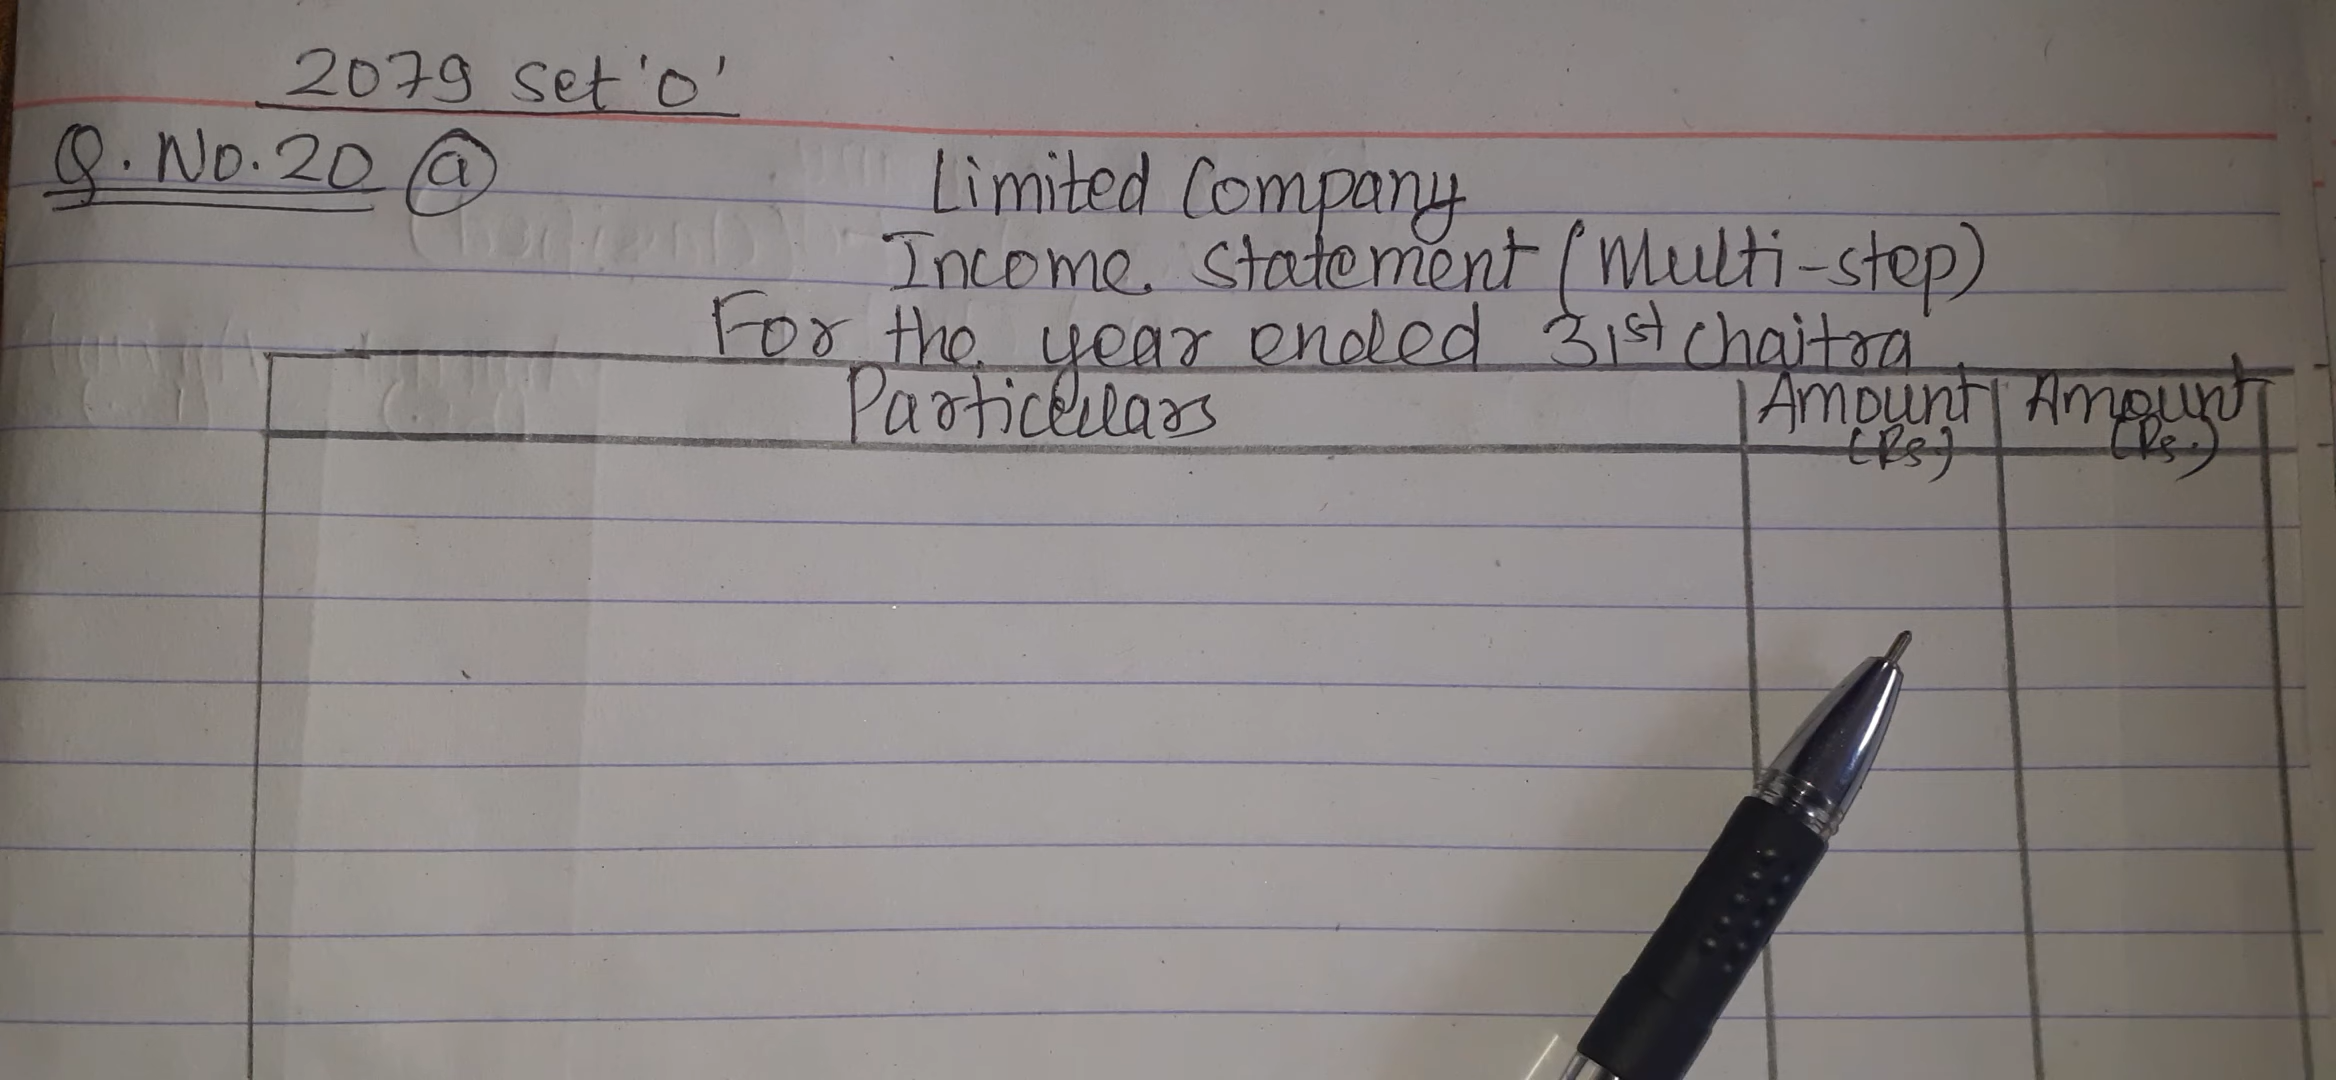 2079 set 'o'
Q. No. 20 (a)
Limited Company
Income statement (Multi-step)
For the year ended 31st chaitra
Particulars Amount (Rs) Amount (Rs.)